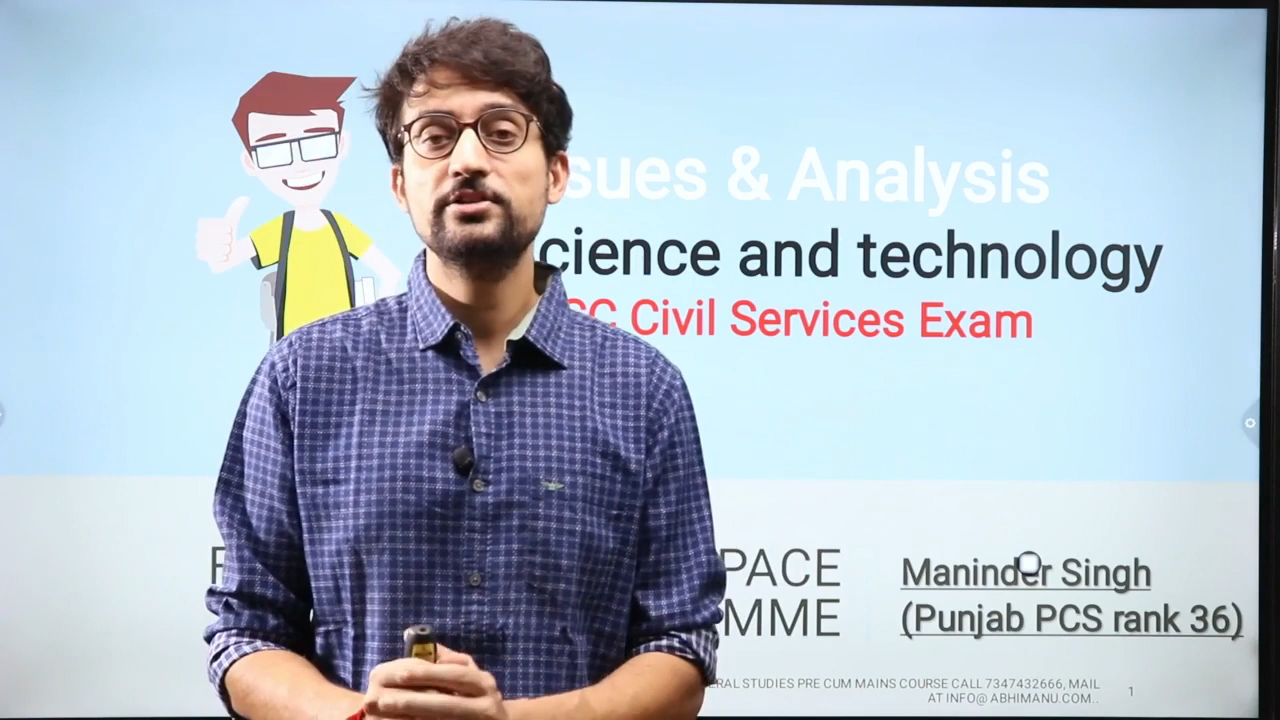 sues & Analysis
cience and technology
SC Civil Services Exam
PACE
MME
Maninder Singh
(Punjab PCS rank 36)
ERAL STUDIES PRE CUM MAINS COURSE CALL 7347432666, MAIL
AT INFO@ ABHIMANU.COM..
1